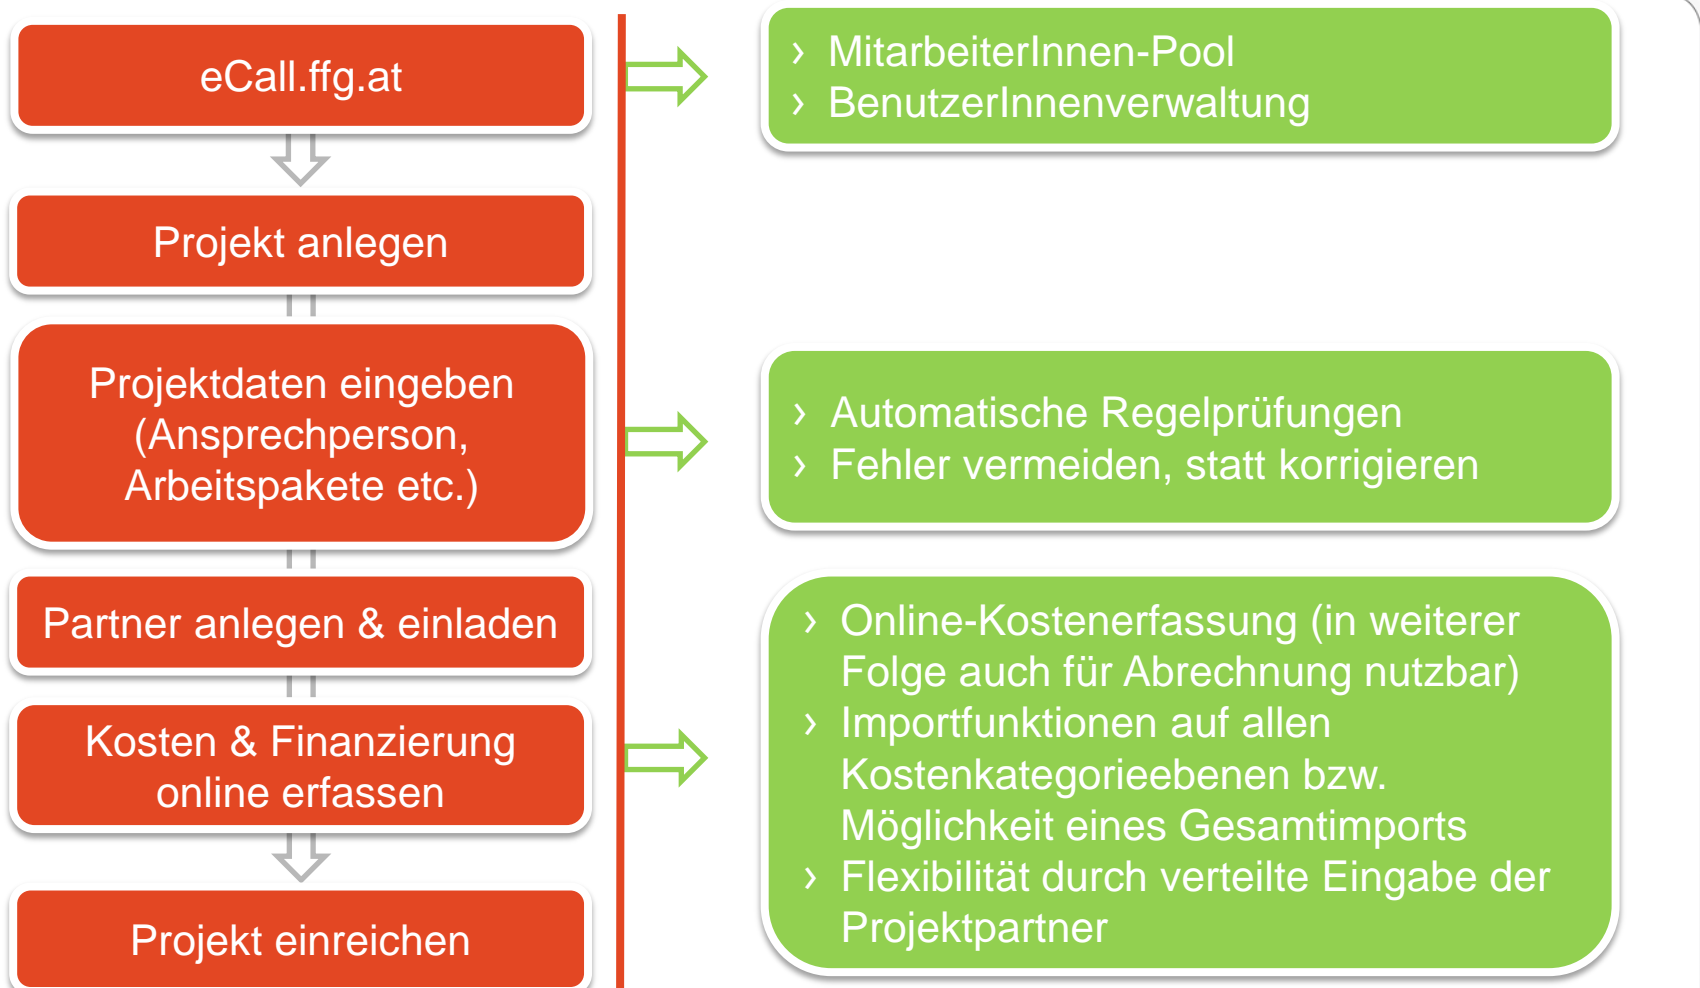 eCall.ffg.at
Projekt anlegen
Projektdaten eingeben
(Ansprechperson,
Arbeitspakete etc.)
Partner anlegen & einladen
Kosten & Finanzierung
online erfassen
Projekt einreichen
› MitarbeiterInnen-Pool
› BenutzerInnenverwaltung
› Automatische Regelprüfungen
› Fehler vermeiden, statt korrigieren
› Online-Kostenerfassung (in weiterer
Folge auch für Abrechnung nutzbar)
› Importfunktionen auf allen
Kostenkategorieebenen bzw.
Möglichkeit eines Gesamtimports
› Flexibilität durch verteilte Eingabe der
Projektpartner